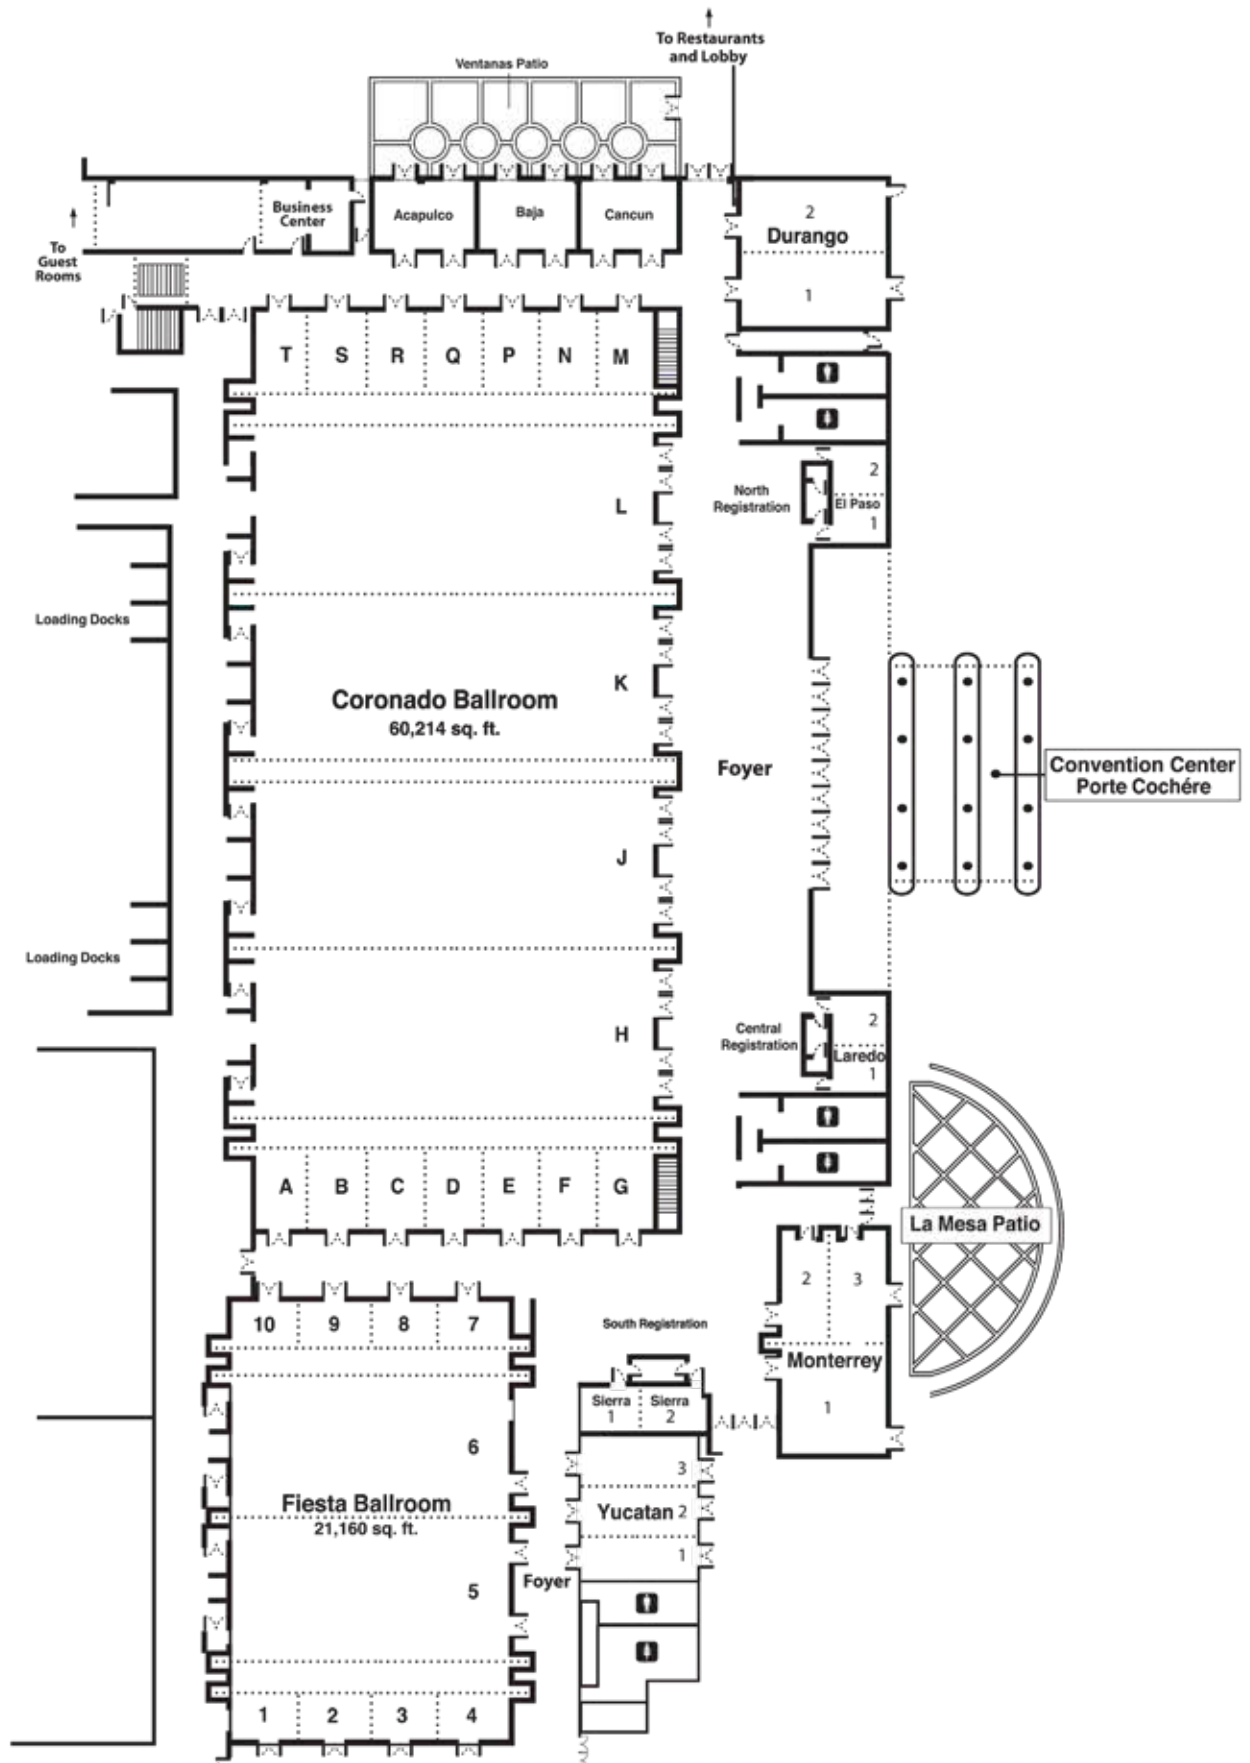 To Restaurants
and Lobby
Ventanas Patio
Business
Center
Acapulco
Baja
Cancun
2
Durango
1
To
Guest
Rooms
T S R Q P N M
L
North
Registration
2
El Paso
1
Loading Docks
K
Coronado Ballroom
60,214 sq. ft.
Foyer
Convention Center
Porte Cochére
J
Loading Docks
H
Central
Registration
2
Laredo
1
A B C D E F G
La Mesa Patio
2 3
Monterrey
1
10 9 8 7
South Registration
Sierra
1
Sierra
2
6
Fiesta Ballroom
21,160 sq. ft.
3
Yucatan 2
1
Foyer
5
1 2 3 4